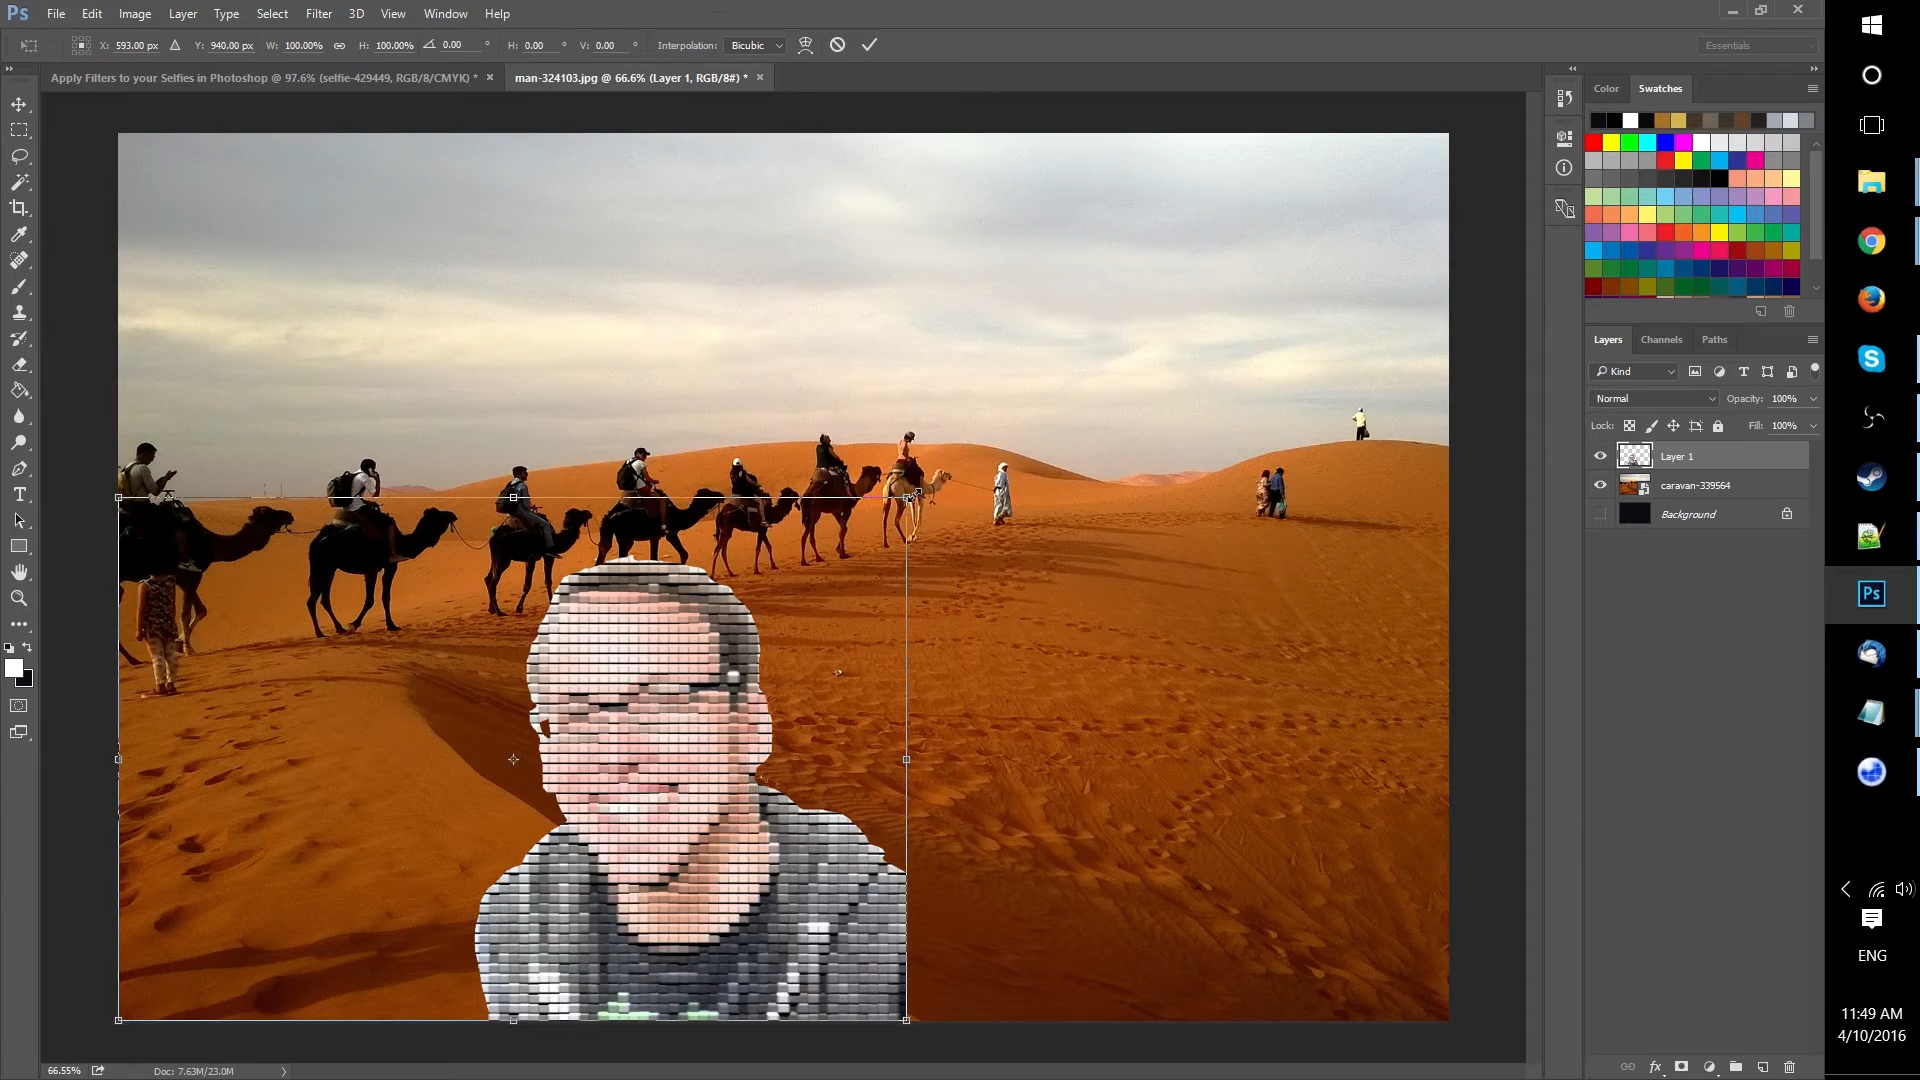 Ps File Edit Image Layer Type Select Filter 3D View Window Help
X: 593.00 px Y: 940.00 px W: 100.00% H: 100.00% 0.00 ° H: 0.00 ° V: 0.00 ° Interpolation: Bicubic Essentials
Apply Filters to your Selfies in Photoshop @ 97.6% (selfie-429449, RGB/8/CMYK) * × man-324103.jpg @ 66.6% (Layer 1, RGB/8#) * ×
Color Swatches
Layers Channels Paths
Kind
Normal Opacity: 100%
Lock: Fill: 100%
Layer 1
caravan-339564
Background
66.55% Doc: 7.63M/23.0M
ENG
11:49 AM
4/10/2016